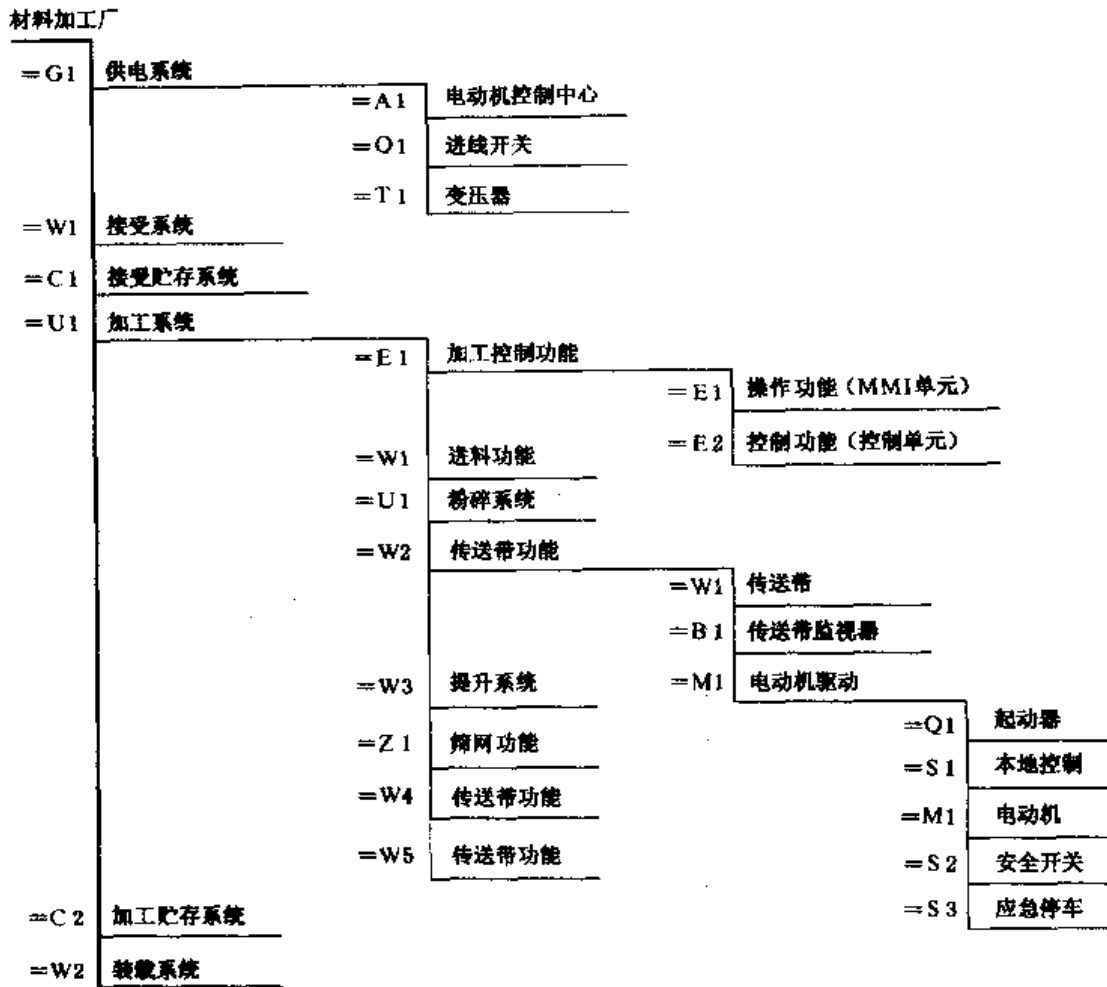 材料加工厂
=G1 供电系统
=A1 电动机控制中心
=Q1 进线开关
=T1 变压器
=W1 接受系统
=C1 接受贮存系统
=U1 加工系统
=E1 加工控制功能
=E1 操作功能(MMI单元)
=E2 控制功能(控制单元)
=W1 进料功能
=U1 粉碎系统
=W2 传送带功能
=W1 传送带
=B1 传送带监视器
=W3 提升系统
=M1 电动机驱动
=Q1 起动器
=Z1 筛网功能
=S1 本地控制
=W4 传送带功能
=M1 电动机
=W5 传送带功能
=S2 安全开关
=C2 加工贮存系统
=S3 应急停车
=W2 装载系统